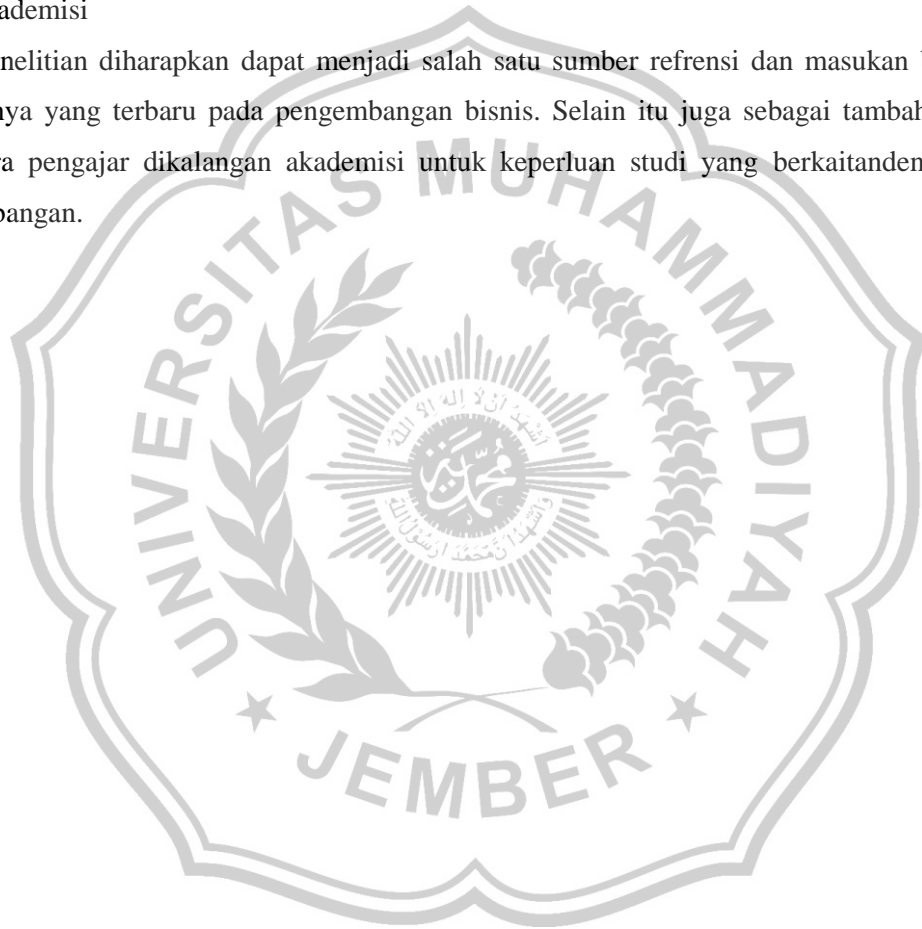 ademisi
nelitian diharapkan dapat menjadi salah satu sumber refrensi dan masukan
nya yang terbaru pada pengembangan bisnis. Selain itu juga sebagai tambah
a pengajar dikalangan akademisi untuk keperluan studi yang berkaitanden
bangan.
UNIVERSITAS MUHAMMADIYAH
JEMBER